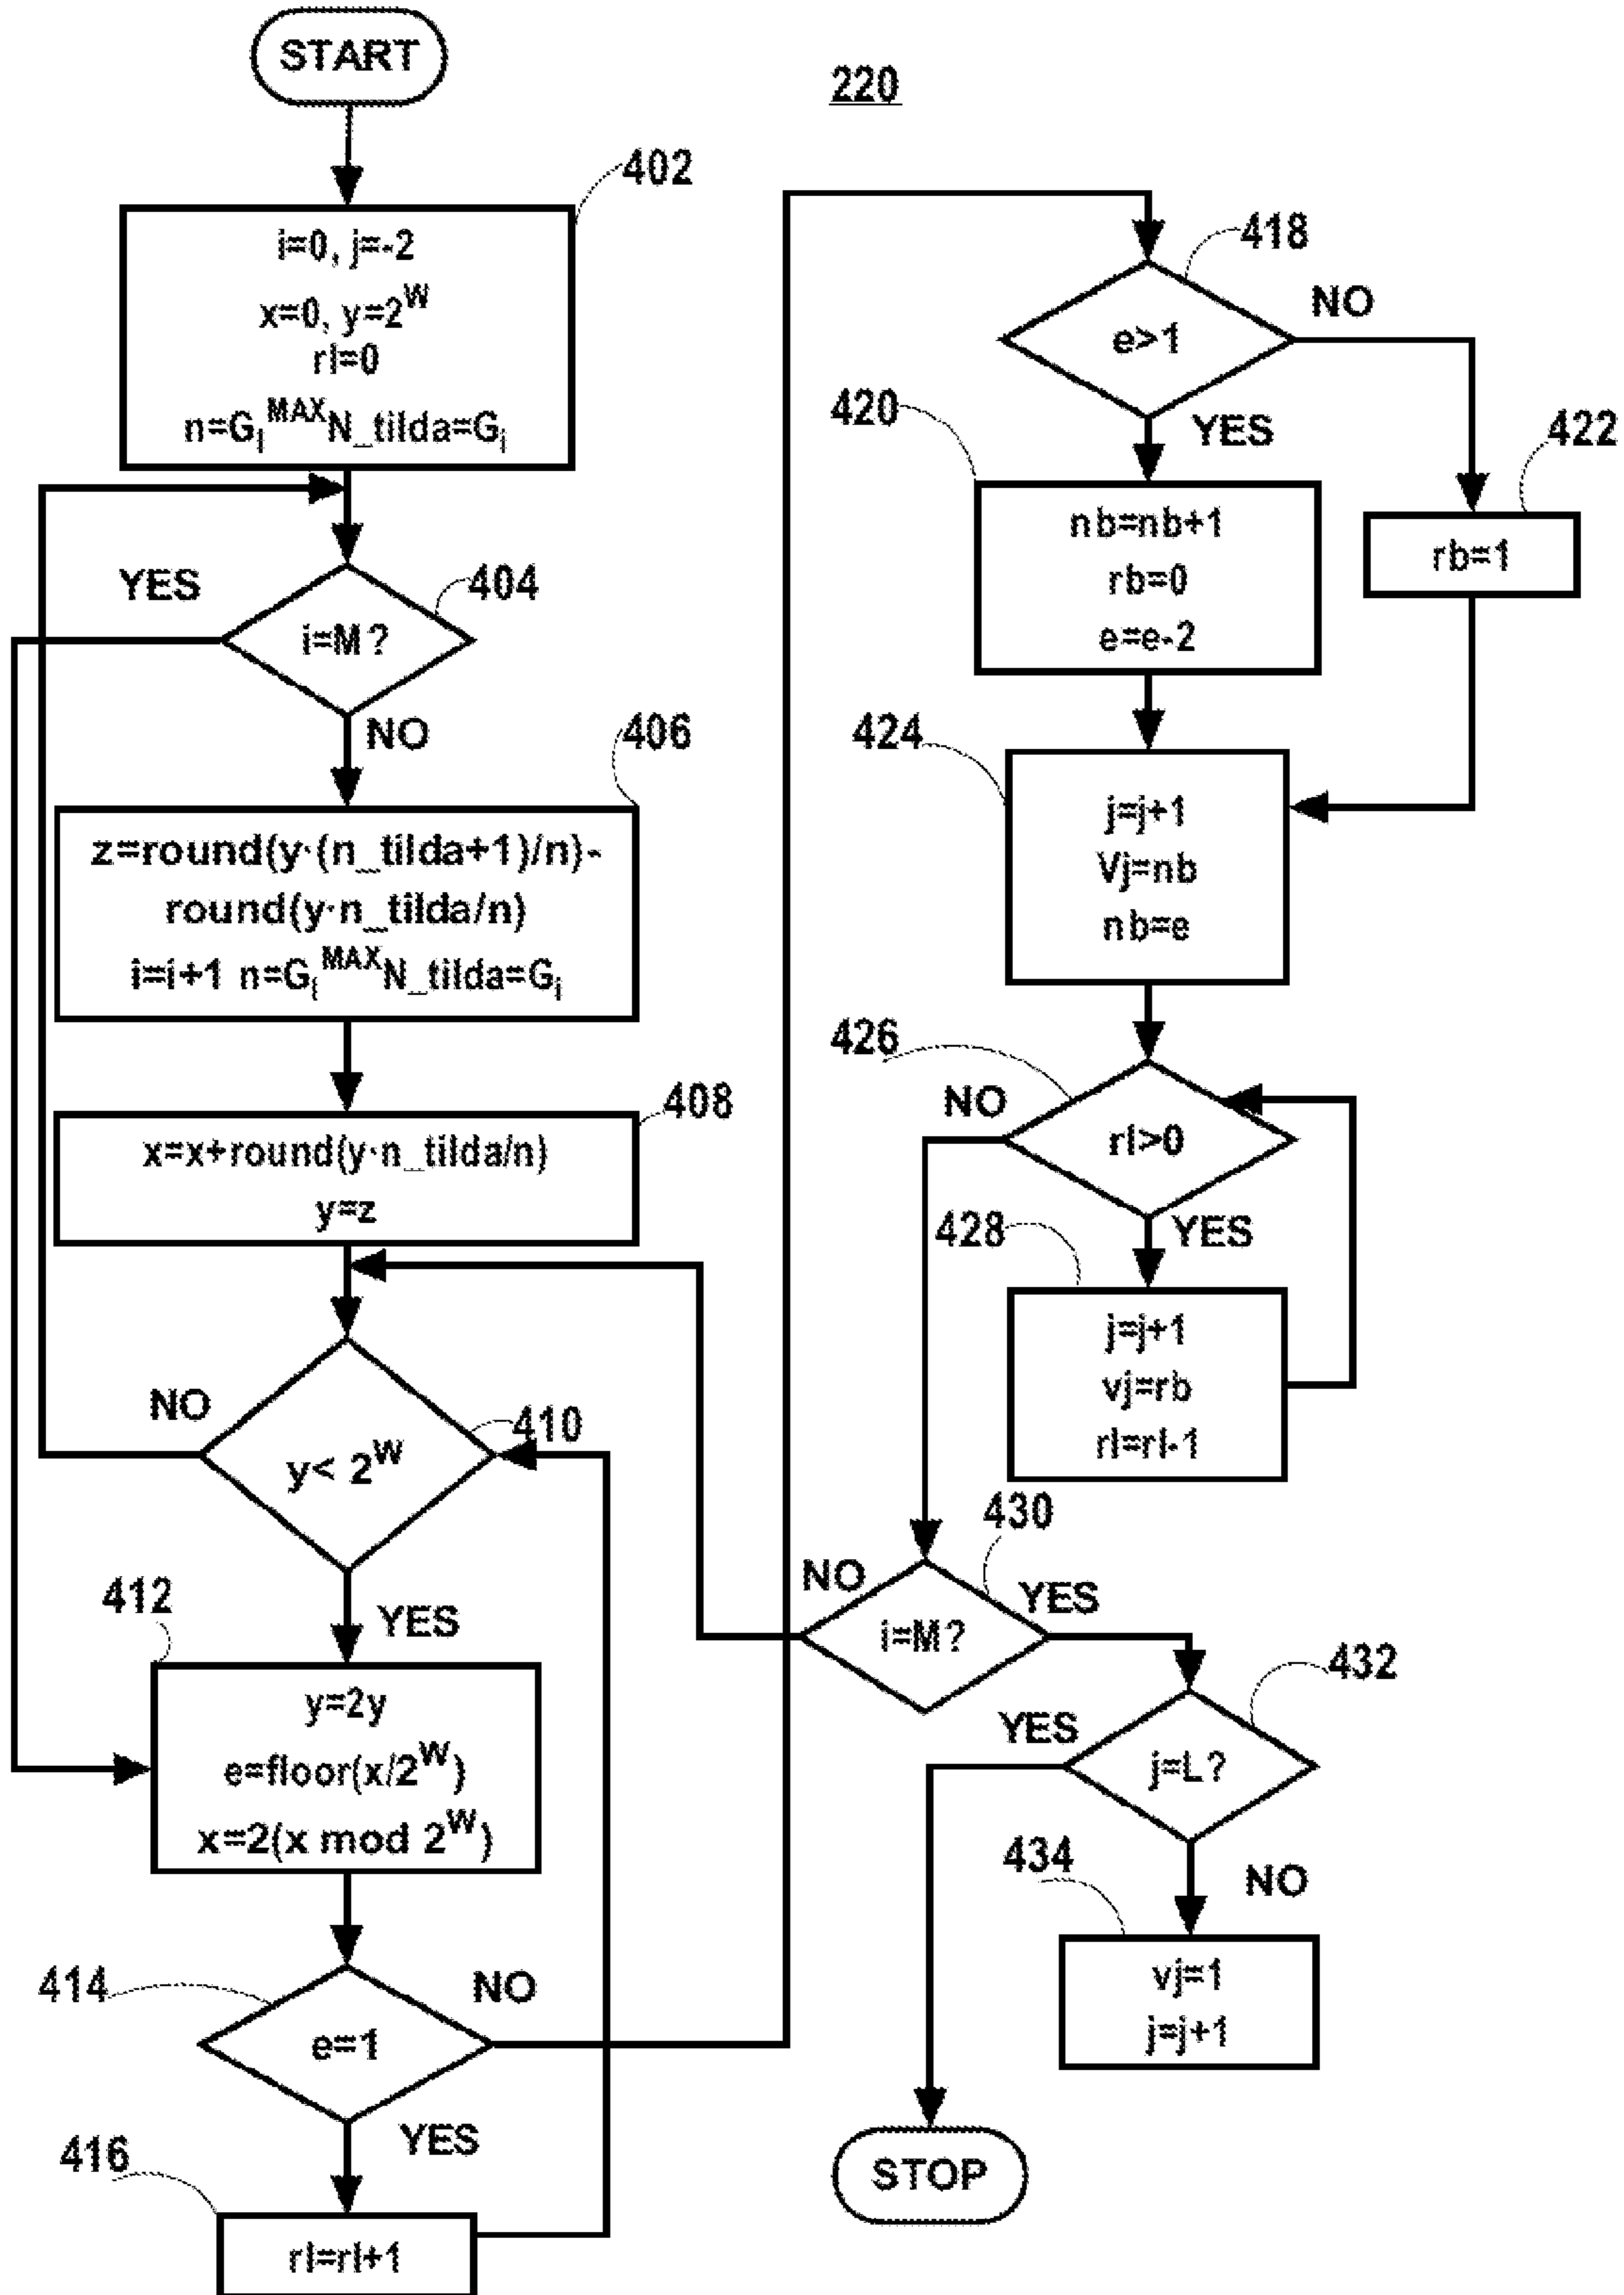 START
220
402
i=0, j=-2
x=0, y=2^W
rl=0
n=G_i^MAX N_tilda=G_i
YES
404
i=M?
NO
406
z=round(y·(n_tilda+1)/n)-
round(y·n_tilda/n)
i=i+1 n=G_i^MAX N_tilda=G_i
408
x=x+round(y·n_tilda/n)
y=z
NO
410
y< 2^W
YES
412
y=2y
e=floor(x/2^W)
x=2(x mod 2^W)
414
NO
e=1
YES
416
rl=rl+1
418
NO
e>1
YES
420
nb=nb+1
rb=0
e=e-2
422
rb=1
424
j=j+1
Vj=nb
nb=e
426
NO
rl>0
YES
428
j=j+1
vj=rb
rl=rl-1
430
NO
YES
i=M?
432
YES
j=L?
NO
434
vj=1
j=j+1
STOP